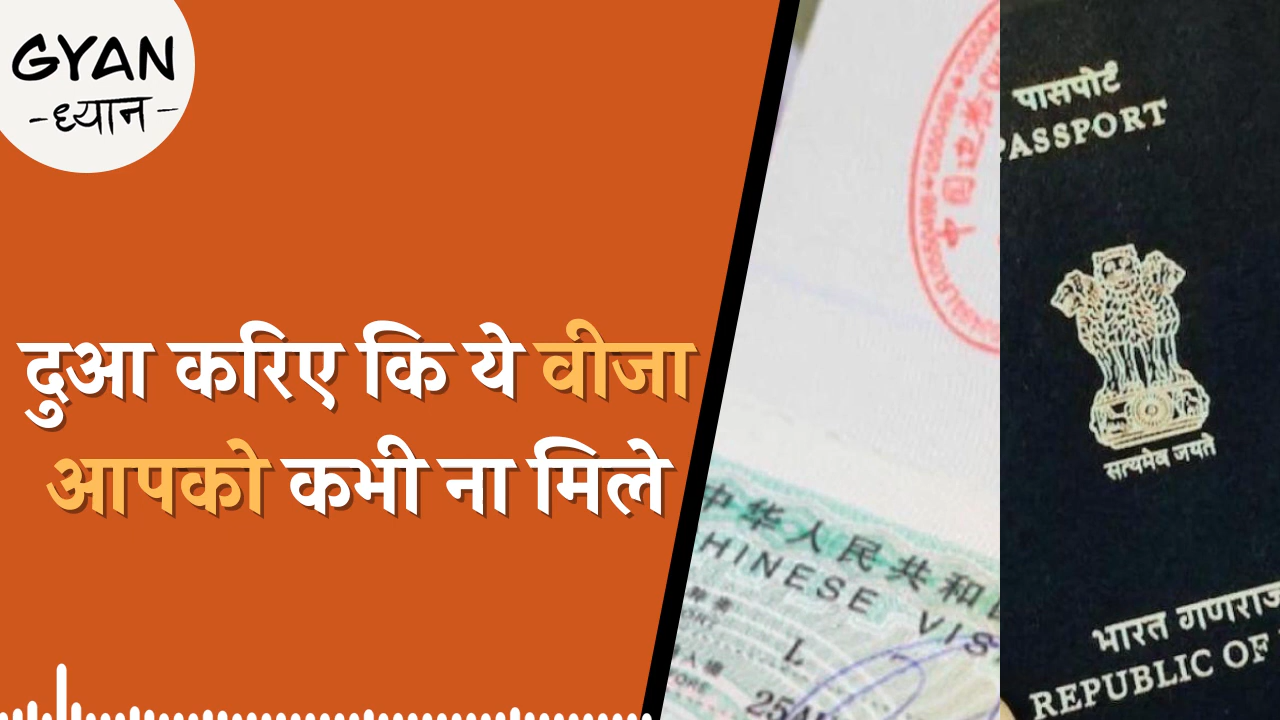 GYAN
-ध्यान-
दुआ करिए कि ये वीजा
आपको कभी ना मिले
中华人民共和
HINESE VIS
L
पासपोर्ट
PASSPORT
सत्यमेव जयते
भारत गणराज
REPUBLIC OF